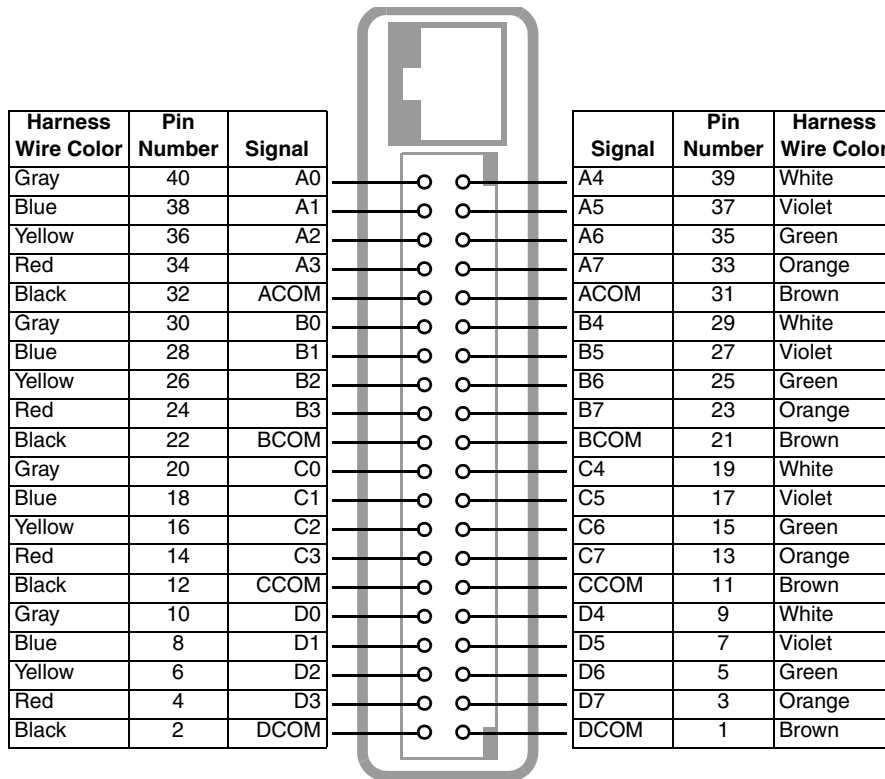 Harness Pin
Wire Color Number Signal
Pin Harness
Signal Number Wire Color
Gray 40 A0 A4 39 White
Blue 38 A1 A5 37 Violet
Yellow 36 A2 A6 35 Green
Red 34 A3 A7 33 Orange
Black 32 ACOM ACOM 31 Brown
Gray 30 B0 B4 29 White
Blue 28 B1 B5 27 Violet
Yellow 26 B2 B6 25 Green
Red 24 B3 B7 23 Orange
Black 22 BCOM BCOM 21 Brown
Gray 20 C0 C4 19 White
Blue 18 C1 C5 17 Violet
Yellow 16 C2 C6 15 Green
Red 14 C3 C7 13 Orange
Black 12 CCOM CCOM 11 Brown
Gray 10 D0 D4 9 White
Blue 8 D1 D5 7 Violet
Yellow 6 D2 D6 5 Green
Red 4 D3 D7 3 Orange
Black 2 DCOM DCOM 1 Brown